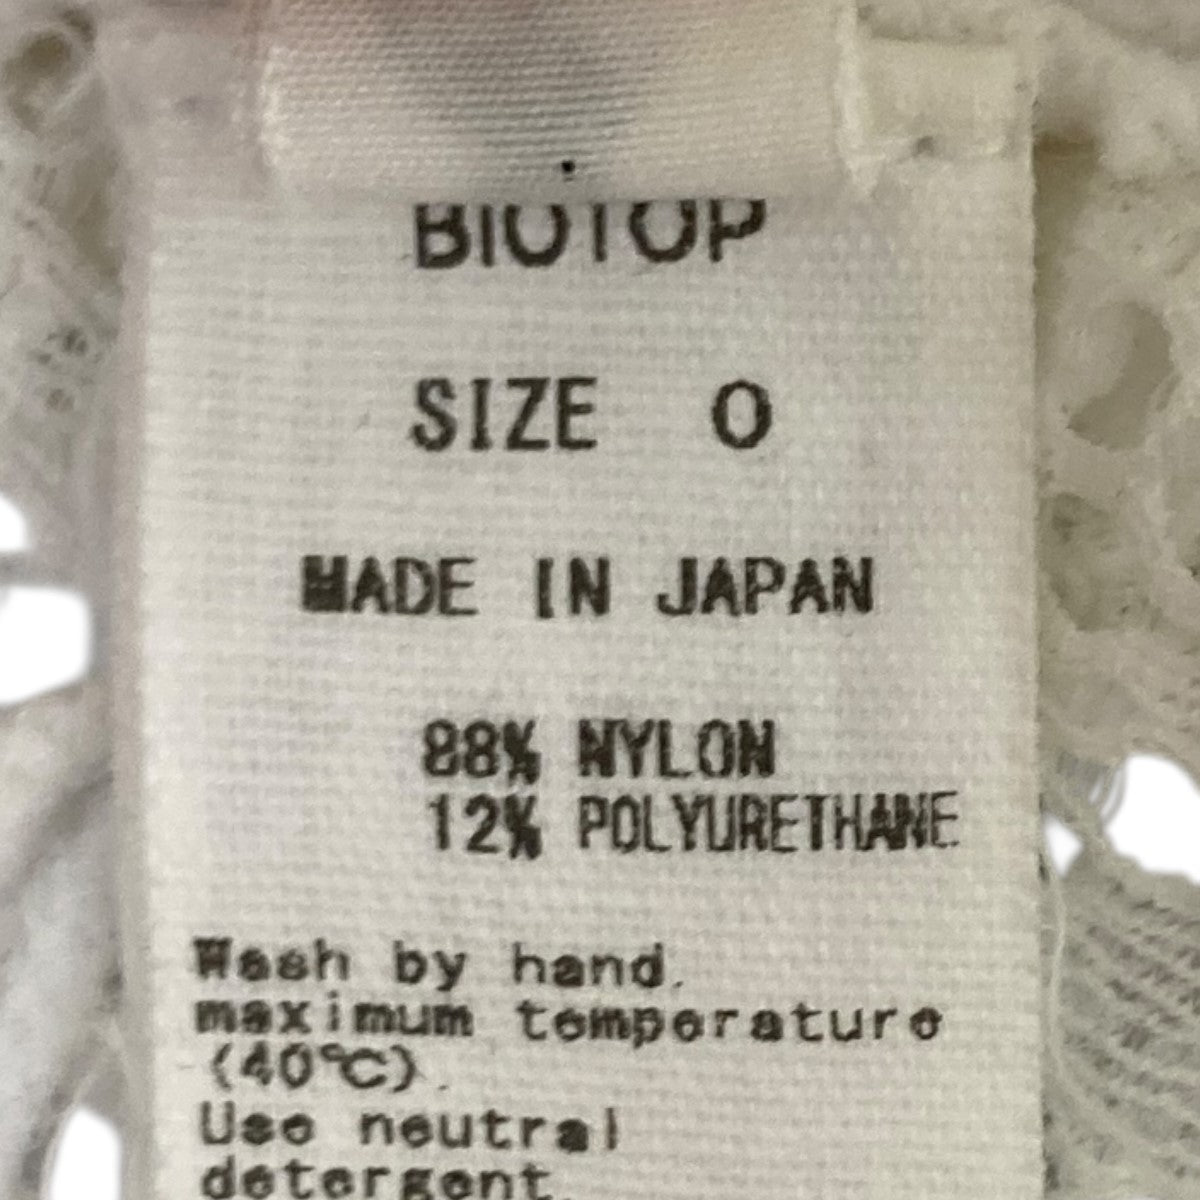 BIOTOP
SIZE 0
MADE IN JAPAN
88% NYLON
12% POLYURETHANE
Wash by hand.
maximum temperature
(40℃).
Use neutral
detergent.